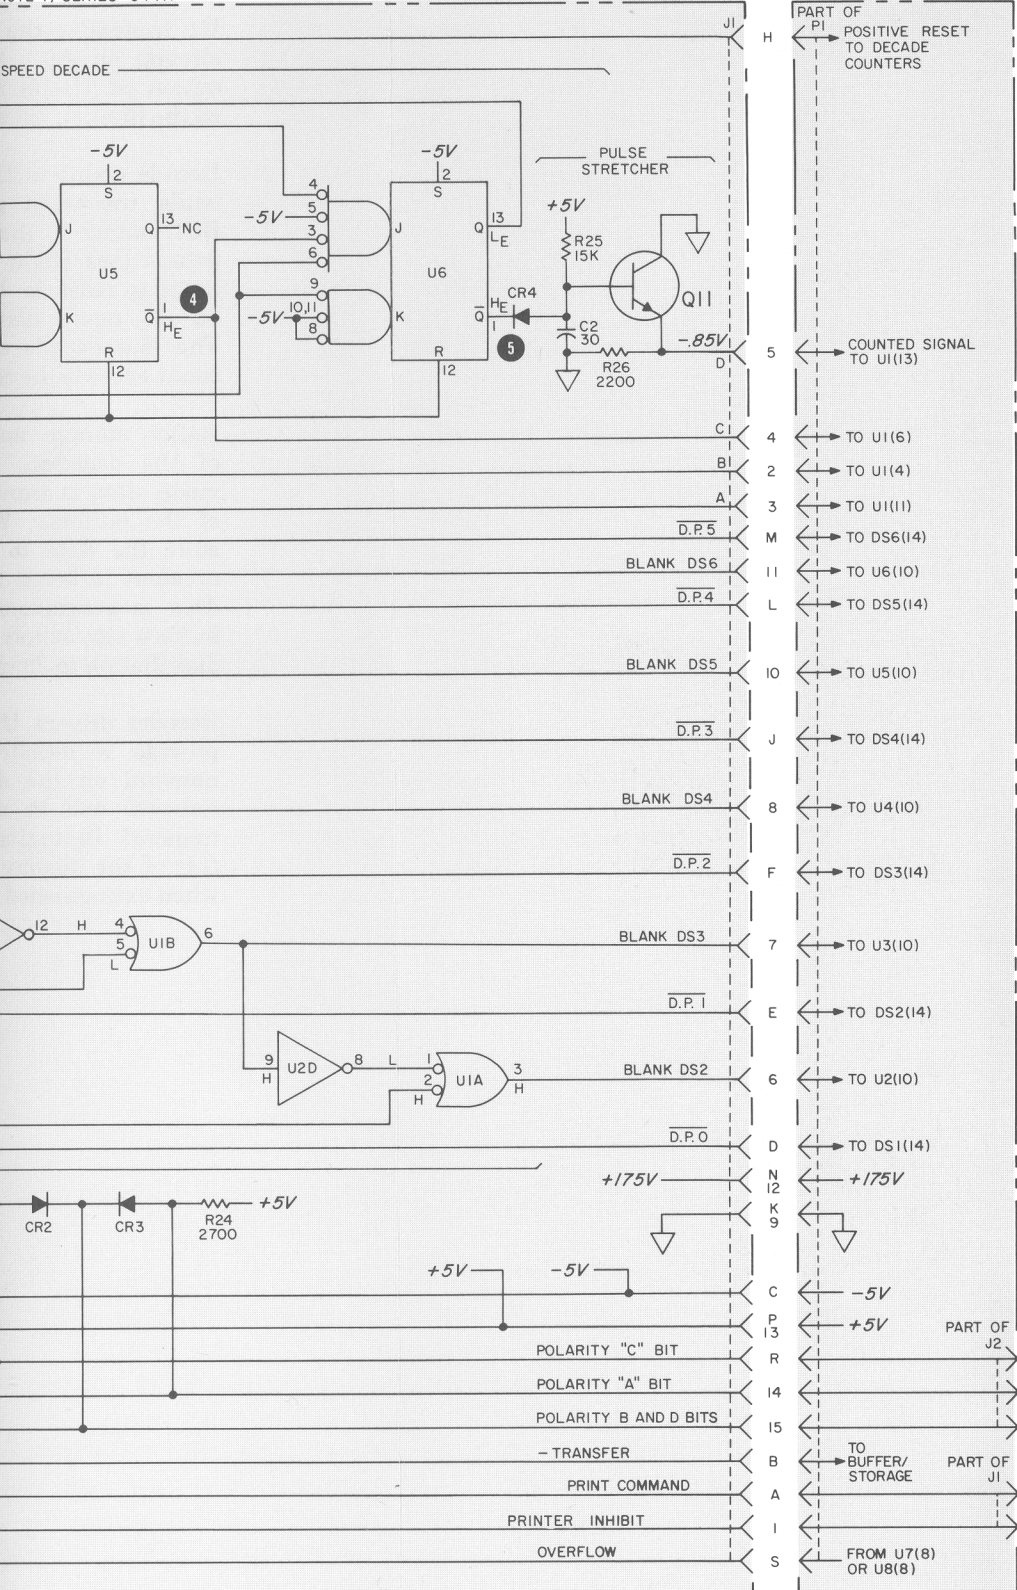 PART OF
J1
H
P1
POSITIVE RESET
TO DECADE
COUNTERS
SPEED DECADE
-5V
2
S
J
Q
13
NC
U5
K
Q̅
1
HE
R
12
4
4
5
-5V
3
6
9
10,11
-5V
8
-5V
2
S
J
Q
13
LE
U6
HE
K
Q̅
1
R
12
5
PULSE
STRETCHER
+5V
R25
15K
CR4
Q11
C2
30
R26
2200
-.85V
D
5
COUNTED SIGNAL
TO U1(13)
C
4
TO U1(6)
B
2
TO U1(4)
A
3
TO U1(11)
D.P.5
M
TO DS6(14)
BLANK DS6
11
TO U6(10)
D.P.4
L
TO DS5(14)
BLANK DS5
10
TO U5(10)
D.P.3
J
TO DS4(14)
BLANK DS4
8
TO U4(10)
D.P.2
F
TO DS3(14)
12
H
4
5
L
U1B
6
BLANK DS3
7
TO U3(10)
D.P.1
E
TO DS2(14)
9
H
U2D
8
L
1
2
H
U1A
3
H
BLANK DS2
6
TO U2(10)
D.P.0
D
TO DS1(14)
+175V
N
12
+175V
CR2
CR3
R24
2700
+5V
K
9
+5V
-5V
C
-5V
P
13
+5V
PART OF
J2
POLARITY "C" BIT
R
POLARITY "A" BIT
14
POLARITY B AND D BITS
15
- TRANSFER
B
TO
BUFFER/
STORAGE
PART OF
J1
PRINT COMMAND
A
PRINTER INHIBIT
1
OVERFLOW
S
FROM U7(8)
OR U8(8)